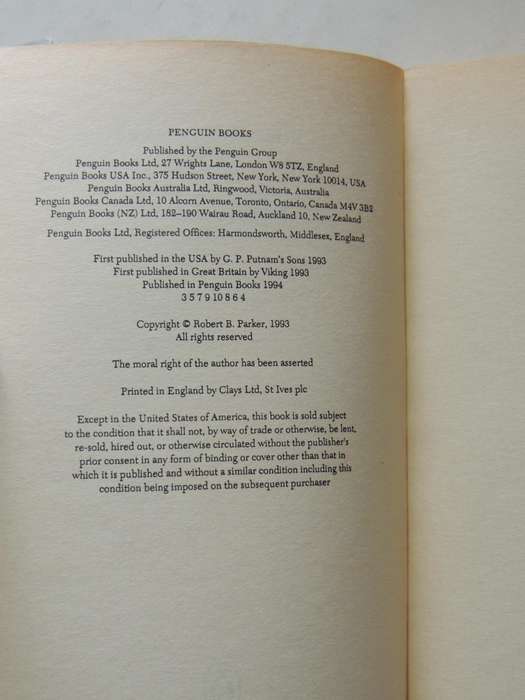 PENGUIN BOOKS
Published by the Penguin Group
Penguin Books Ltd, 27 Wrights Lane, London W8 5TZ, England
Penguin Books USA Inc., 375 Hudson Street, New York, New York 10014, USA
Penguin Books Australia Ltd, Ringwood, Victoria, Australia
Penguin Books Canada Ltd, 10 Alcorn Avenue, Toronto, Ontario, Canada M4V 3B2
Penguin Books (NZ) Ltd, 182–190 Wairau Road, Auckland 10, New Zealand
Penguin Books Ltd, Registered Offices: Harmondsworth, Middlesex, England
First published in the USA by G. P. Putnam's Sons 1993
First published in Great Britain by Viking 1993
Published in Penguin Books 1994
3 5 7 9 10 8 6 4
Copyright © Robert B. Parker, 1993
All rights reserved
The moral right of the author has been asserted
Printed in England by Clays Ltd, St Ives plc
Except in the United States of America, this book is sold subject
to the condition that it shall not, by way of trade or otherwise, be lent,
re-sold, hired out, or otherwise circulated without the publisher's
prior consent in any form of binding or cover other than that in
which it is published and without a similar condition including this
condition being imposed on the subsequent purchaser